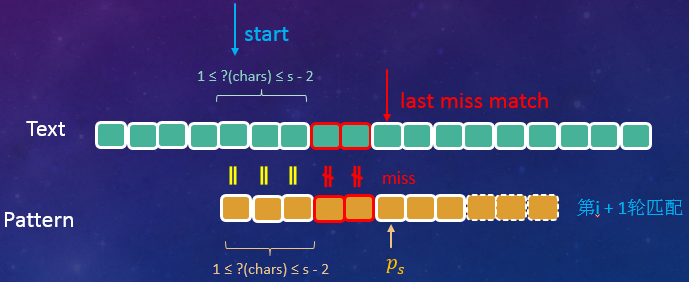 start
1 ≤ ?(chars) ≤ s - 2
last miss match
Text
miss
Pattern
第i + 1轮匹配
1 ≤ ?(chars) ≤ s - 2
pₛ